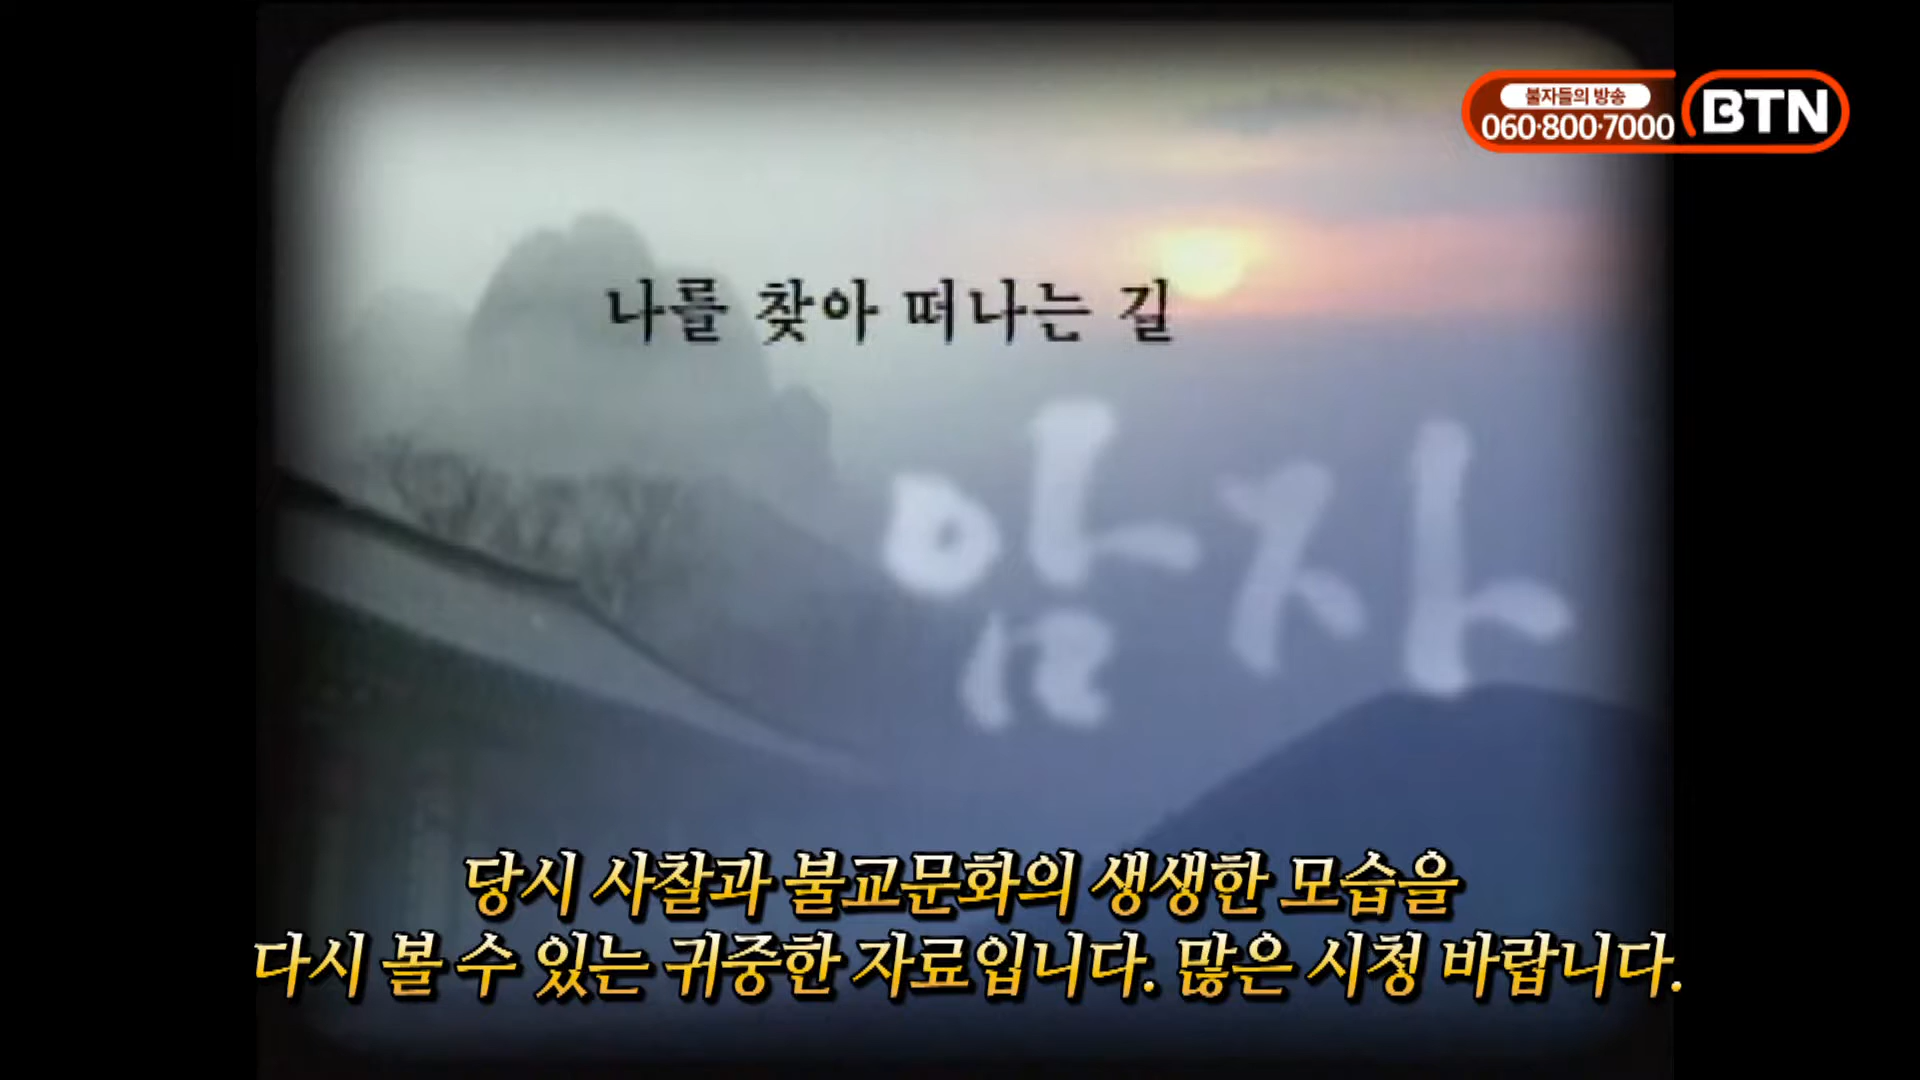 불자들의 방송
060·800·7000
BTN
나를 찾아 떠나는 길
암자
당시 사찰과 불교문화의 생생한 모습을
다시 볼 수 있는 귀중한 자료입니다. 많은 시청 바랍니다.